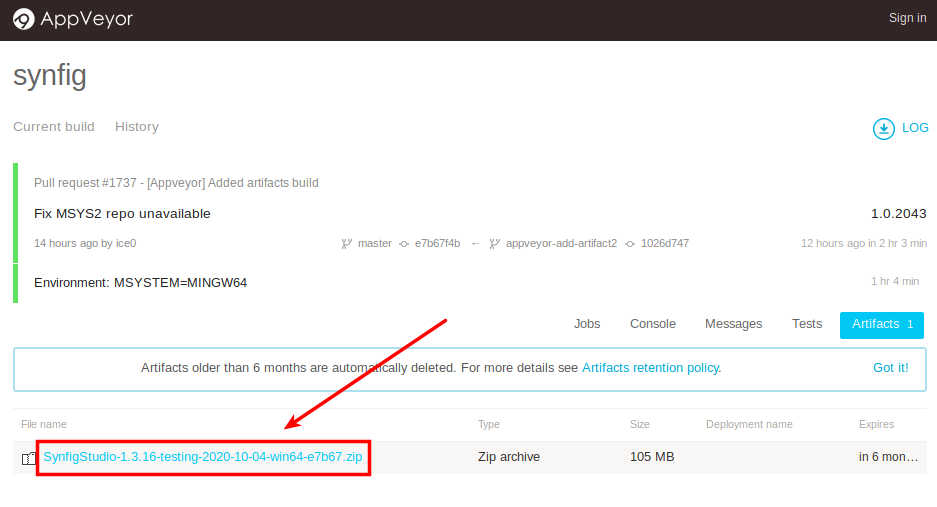 AppVeyor Sign in
synfig
Current build History LOG
Pull request #1737 - [Appveyor] Added artifacts build
Fix MSYS2 repo unavailable 1.0.2043
14 hours ago by ice0 master e7b67f4b ← appveyor-add-artifact2 1026d747 12 hours ago in 2 hr 3 min
Environment: MSYSTEM=MINGW64 1 hr 4 min
Jobs Console Messages Tests Artifacts 1
Artifacts older than 6 months are automatically deleted. For more details see Artifacts retention policy. Got it!
File name Type Size Deployment name Expires
SynfigStudio-1.3.16-testing-2020-10-04-win64-e7b67.zip Zip archive 105 MB in 6 mon…